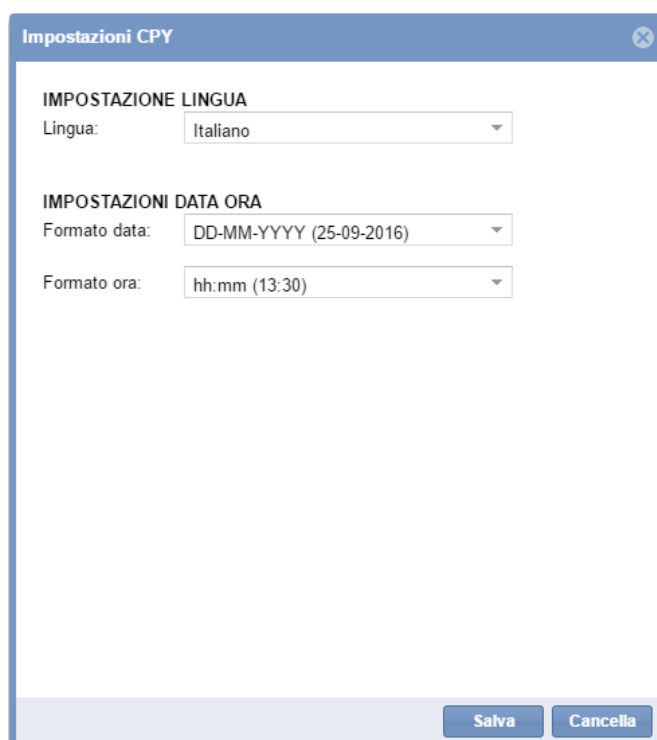 Impostazioni CPY
IMPOSTAZIONE LINGUA
Lingua: Italiano
IMPOSTAZIONI DATA ORA
Formato data: DD-MM-YYYY (25-09-2016)
Formato ora: hh:mm (13:30)
Salva Cancella